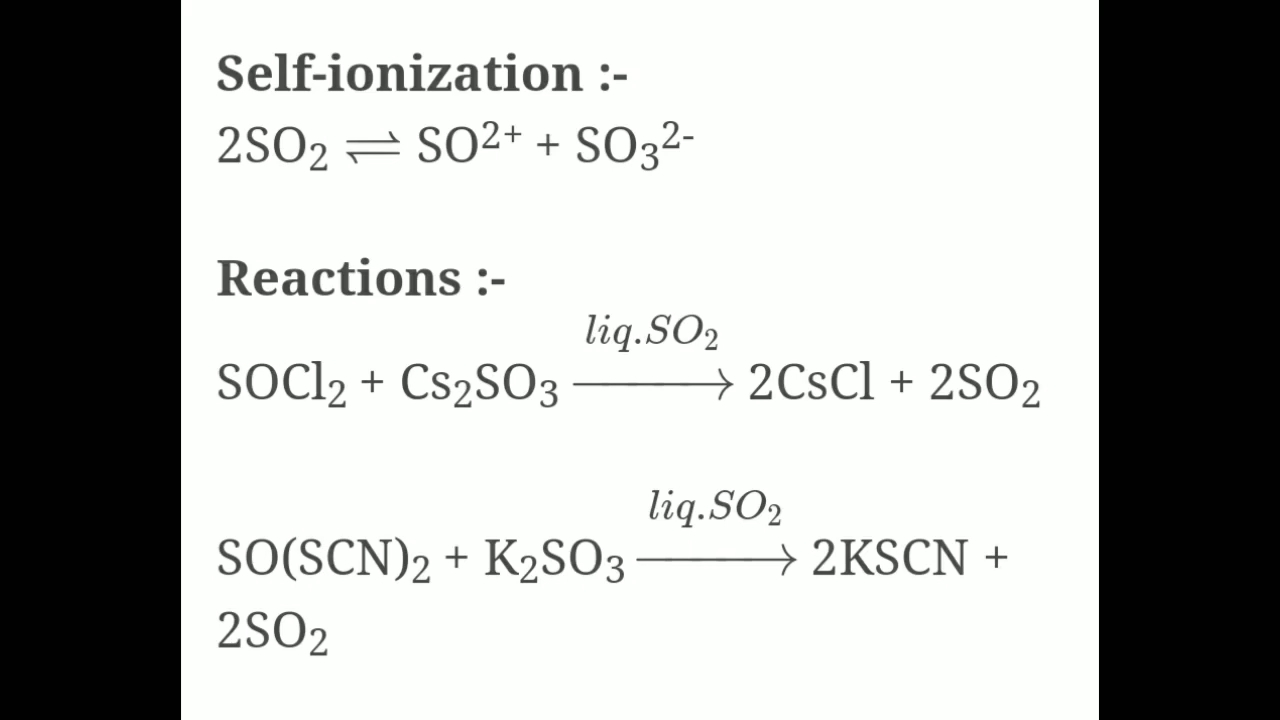 Self-ionization :-
2SO₂ ⇌ SO²⁺ + SO₃²⁻
Reactions :-
liq.SO₂
SOCl₂ + Cs₂SO₃ ⟶ 2CsCl + 2SO₂
liq.SO₂
SO(SCN)₂ + K₂SO₃ ⟶ 2KSCN +
2SO₂